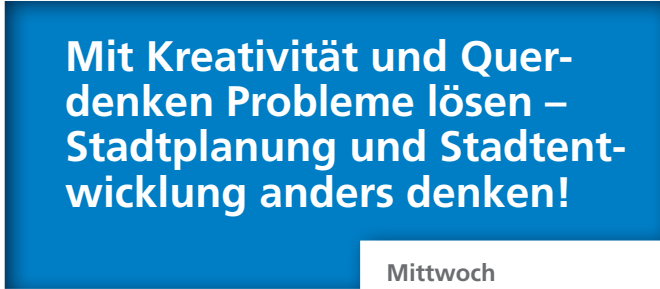 Mit Kreativität und Quer-
denken Probleme lösen –
Stadtplanung und Stadtent-
wicklung anders denken!
Mittwoch